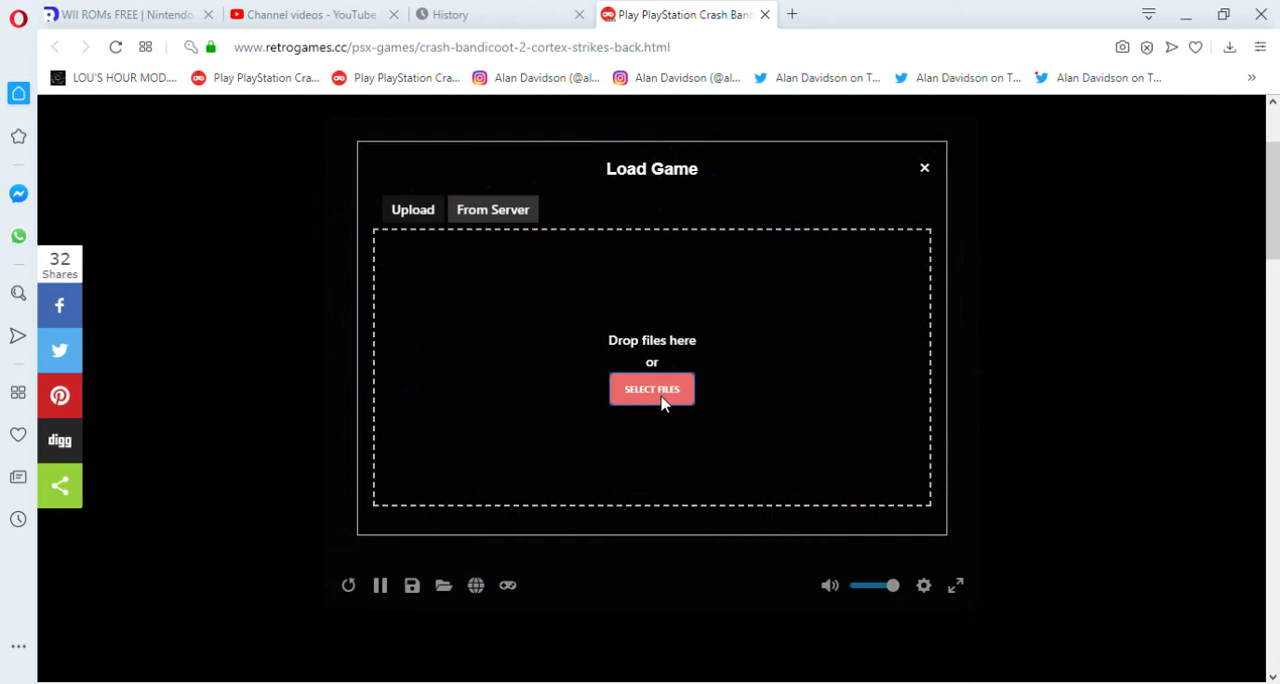 WII ROMs FREE | Nintendo
Channel videos - YouTube
History
Play PlayStation Crash Banc
www.retrogames.cc/psx-games/crash-bandicoot-2-cortex-strikes-back.html
LOU'S HOUR MOD....
Play PlayStation Cra...
Play PlayStation Cra...
Alan Davidson (@al...
Alan Davidson (@al...
Alan Davidson on T...
Alan Davidson on T...
Alan Davidson on T...
»
Load Game
Upload
From Server
32
Shares
Drop files here
or
SELECT FILES
digg